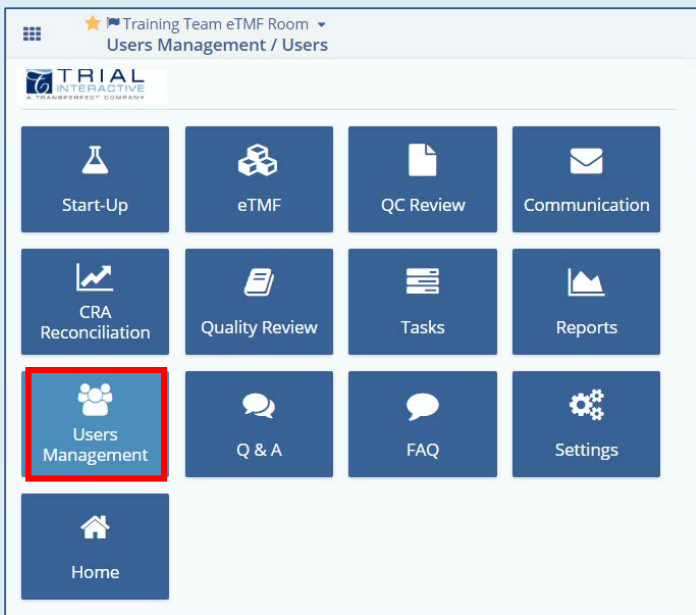 Training Team eTMF Room
Users Management / Users
TRIAL
INTERACTIVE
A TRANSPERFECT COMPANY
Start-Up
eTMF
QC Review
Communication
CRA
Reconciliation
Quality Review
Tasks
Reports
Users
Management
Q & A
FAQ
Settings
Home